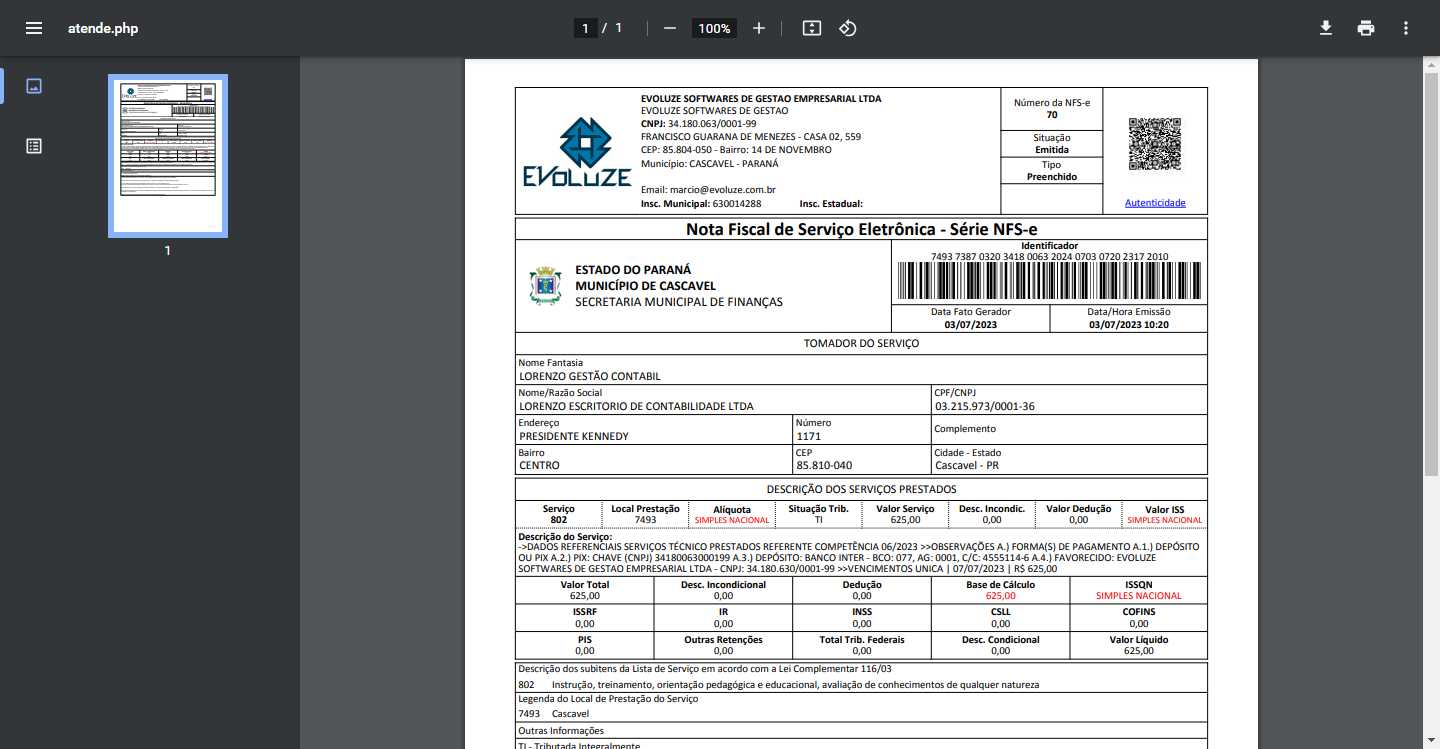 atende.php
1 / 1
100%
1
EVOLUZE
EVOLUZE SOFTWARES DE GESTAO EMPRESARIAL LTDA
EVOLUZE SOFTWARES DE GESTAO
CNPJ: 34.180.063/0001-99
FRANCISCO GUARANA DE MENEZES - CASA 02, 559
CEP: 85.804-050 - Bairro: 14 DE NOVEMBRO
Município: CASCAVEL - PARANÁ
Email: marcio@evoluze.com.br
Insc. Municipal: 630014288 Insc. Estadual:
Número da NFS-e
70
Situação
Emitida
Tipo
Preenchido
Autenticidade
Nota Fiscal de Serviço Eletrônica - Série NFS-e
ESTADO DO PARANÁ
MUNICÍPIO DE CASCAVEL
SECRETARIA MUNICIPAL DE FINANÇAS
Identificador
7493 7387 0320 3418 0063 2024 0703 0720 2317 2010
Data Fato Gerador
03/07/2023
Data/Hora Emissão
03/07/2023 10:20
TOMADOR DO SERVIÇO
Nome Fantasia
LORENZO GESTÃO CONTABIL
Nome/Razão Social
LORENZO ESCRITORIO DE CONTABILIDADE LTDA
CPF/CNPJ
03.215.973/0001-36
Endereço
PRESIDENTE KENNEDY
Número
1171
Complemento
Bairro
CENTRO
CEP
85.810-040
Cidade - Estado
Cascavel - PR
DESCRIÇÃO DOS SERVIÇOS PRESTADOS
Serviço Local Prestação Alíquota Situação Trib. Valor Serviço Desc. Incondic. Valor Dedução Valor ISS
802 7493 SIMPLES NACIONAL TI 625,00 0,00 0,00 SIMPLES NACIONAL
Descrição do Serviço:
->DADOS REFERENCIAIS SERVIÇOS TÉCNICO PRESTADOS REFERENTE COMPETÊNCIA 06/2023 >>OBSERVAÇÕES A.) FORMA(S) DE PAGAMENTO A.1.) DEPÓSITO
OU PIX A.2.) PIX: CHAVE (CNPJ) 34180063000199 A.3.) DEPÓSITO: BANCO INTER - BCO: 077, AG: 0001, C/C: 4555114-6 A.4.) FAVORECIDO: EVOLUZE
SOFTWARES DE GESTAO EMPRESARIAL LTDA - CNPJ: 34.180.630/0001-99 >>VENCIMENTOS UNICA | 07/07/2023 | R$ 625,00
Valor Total Desc. Incondicional Dedução Base de Cálculo ISSQN
625,00 0,00 0,00 625,00 SIMPLES NACIONAL
ISSRF IR INSS CSLL COFINS
0,00 0,00 0,00 0,00 0,00
PIS Outras Retenções Total Trib. Federais Desc. Condicional Valor Líquido
0,00 0,00 0,00 0,00 625,00
Descrição dos subitens da Lista de Serviço em acordo com a Lei Complementar 116/03
802 Instrução, treinamento, orientação pedagógica e educacional, avaliação de conhecimentos de qualquer natureza
Legenda do Local de Prestação do Serviço
7493 Cascavel
Outras Informações
TI - Tributada Integralmente